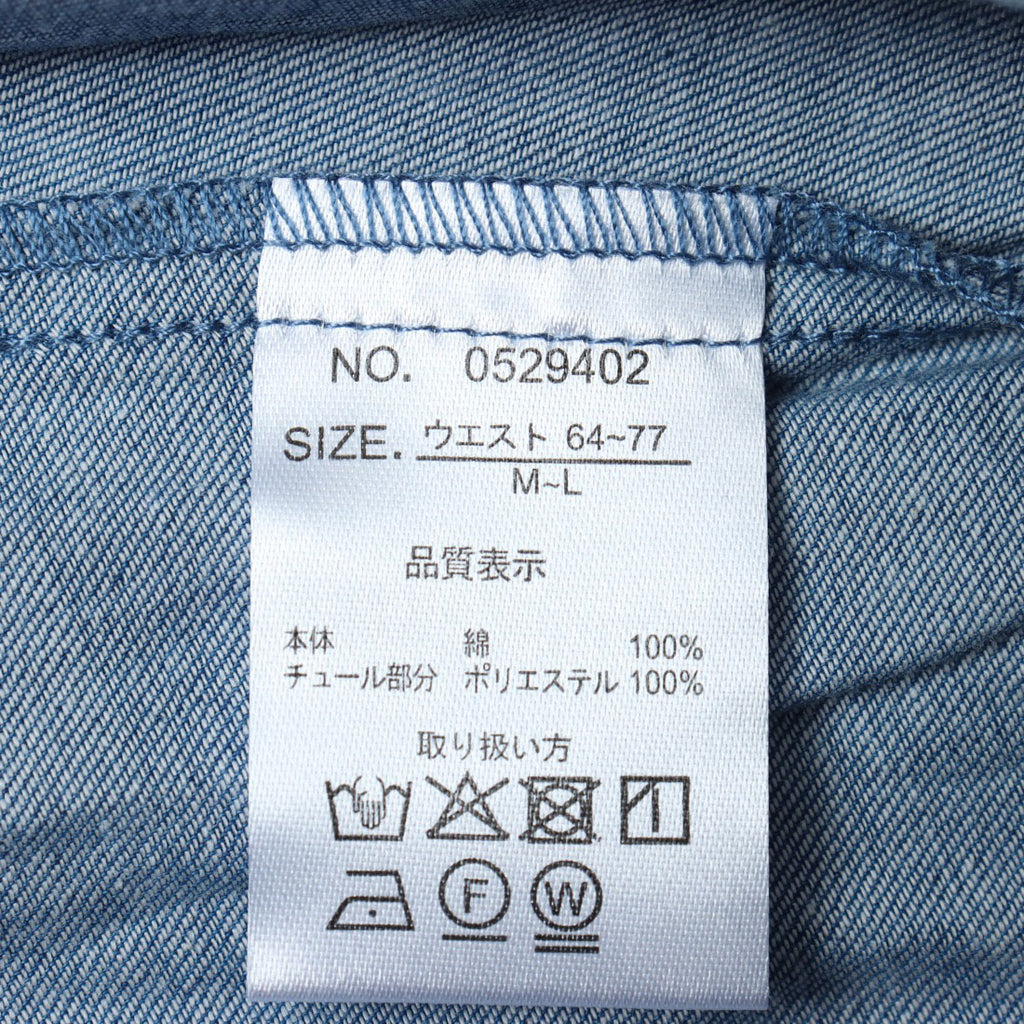 NO. 0529402
SIZE. ウエスト 64~77
M~L
品質表示
本体 綿 100%
チュール部分 ポリエステル 100%
取り扱い方
F W